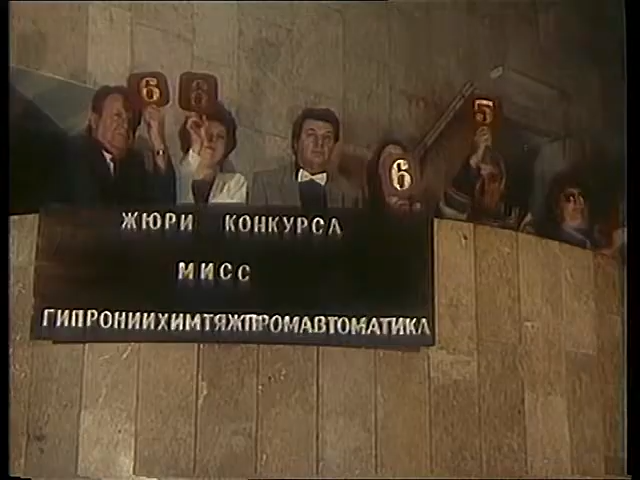 6 6 6 5
ЖЮРИ КОНКУРСА
МИСС
ГИПРОНИИХИМТЯЖПРОМАВТОМАТИКА